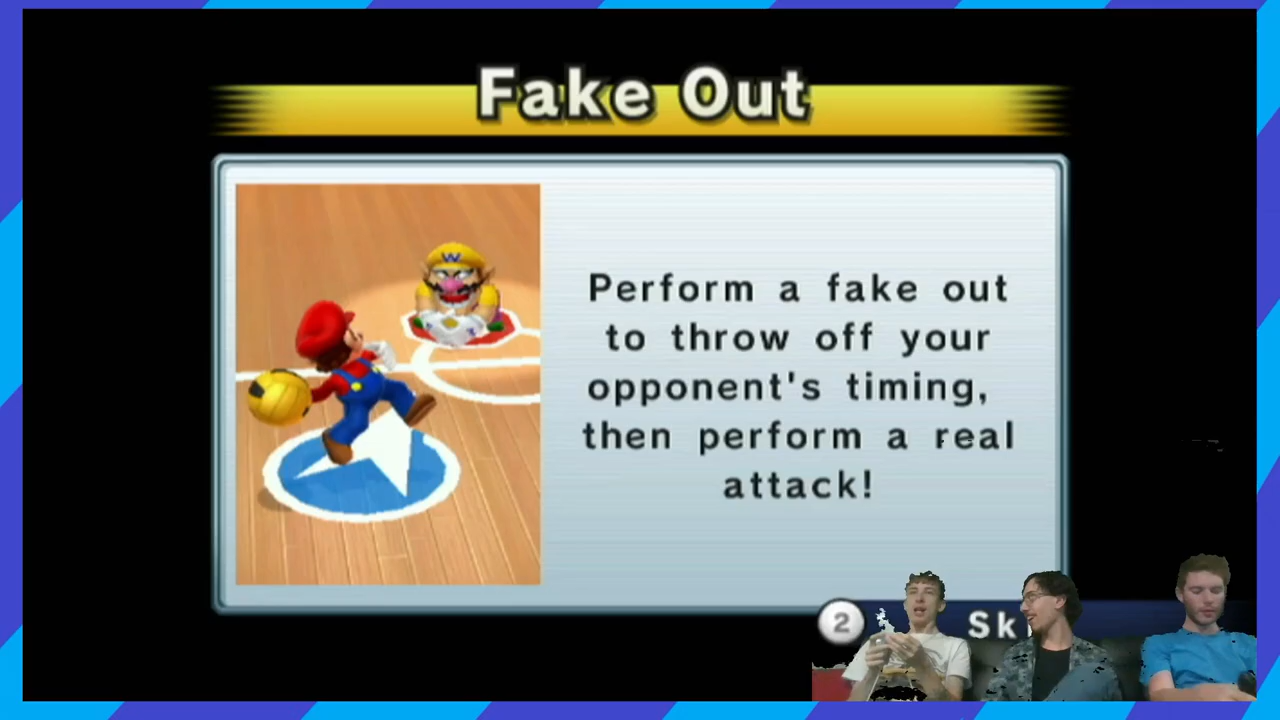 Fake Out
Perform a fake out
to throw off your
opponent's timing,
then perform a real
attack!
W
2